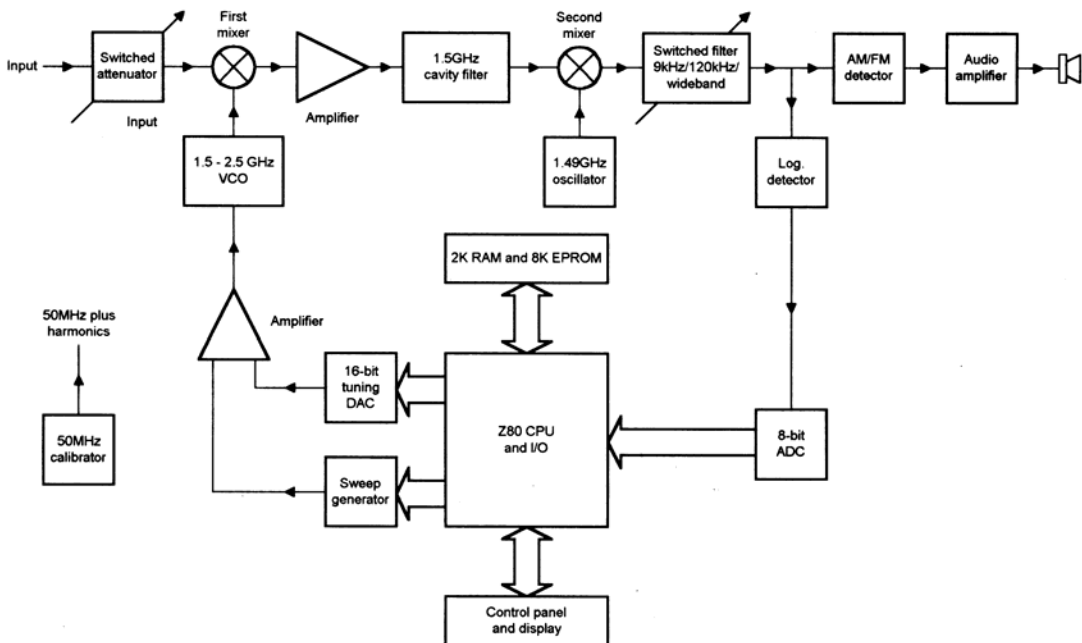 First
mixer
Second
mixer
Input
Switched
attenuator
Input
Amplifier
1.5GHz
cavity filter
Switched filter
9kHz/120kHz/
wideband
AM/FM
detector
Audio
amplifier
1.5 - 2.5 GHz
VCO
1.49GHz
oscillator
Log.
detector
2K RAM and 8K EPROM
50MHz plus
harmonics
Amplifier
16-bit
tuning
DAC
Z80 CPU
and I/O
8-bit
ADC
50MHz
calibrator
Sweep
generator
Control panel
and display